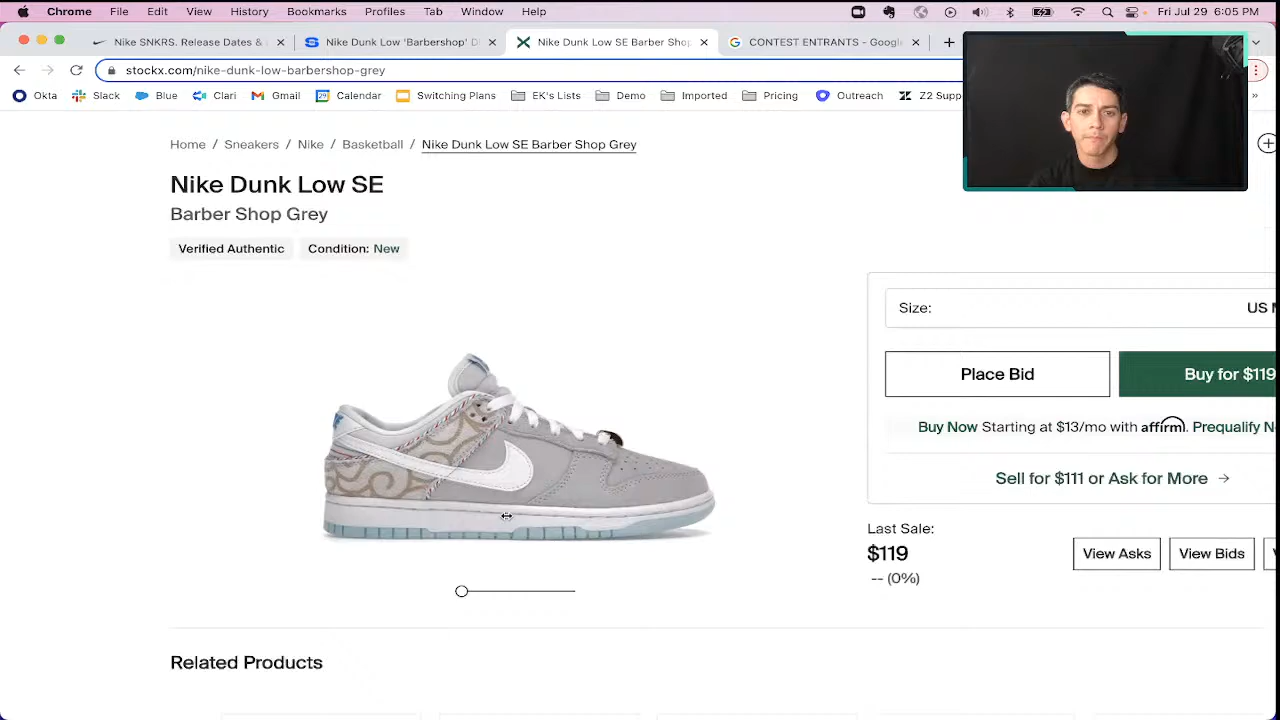 Chrome File Edit View History Bookmarks Profiles Tab Window Help Fri Jul 29 6:05 PM
Nike SNKRS. Release Dates & Nike Dunk Low 'Barbershop' D Nike Dunk Low SE Barber Shop CONTEST ENTRANTS - Google
stockx.com/nike-dunk-low-barbershop-grey
Okta Slack Blue Clari Gmail Calendar Switching Plans EK's Lists Demo Imported Pricing Outreach Z2 Supp
Home / Sneakers / Nike / Basketball / Nike Dunk Low SE Barber Shop Grey
Nike Dunk Low SE
Barber Shop Grey
Verified Authentic Condition: New
Size: US M
Place Bid Buy for $119
Buy Now Starting at $13/mo with affirm. Prequalify N
Sell for $111 or Ask for More →
Last Sale:
$119
-- (0%)
View Asks View Bids
Related Products